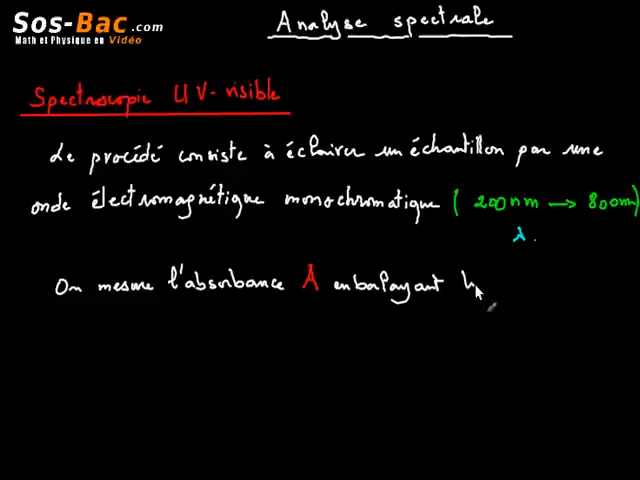 Sos-Bac.com
Math et Physique en Vidéo
Analyse spectrale
Spectroscopie UV-visible
Le procédé consiste à éclairer un échantillon par une
onde électromagnétique monochromatique (200nm → 800nm)
λ.
On mesure l'absorbance A en balayant